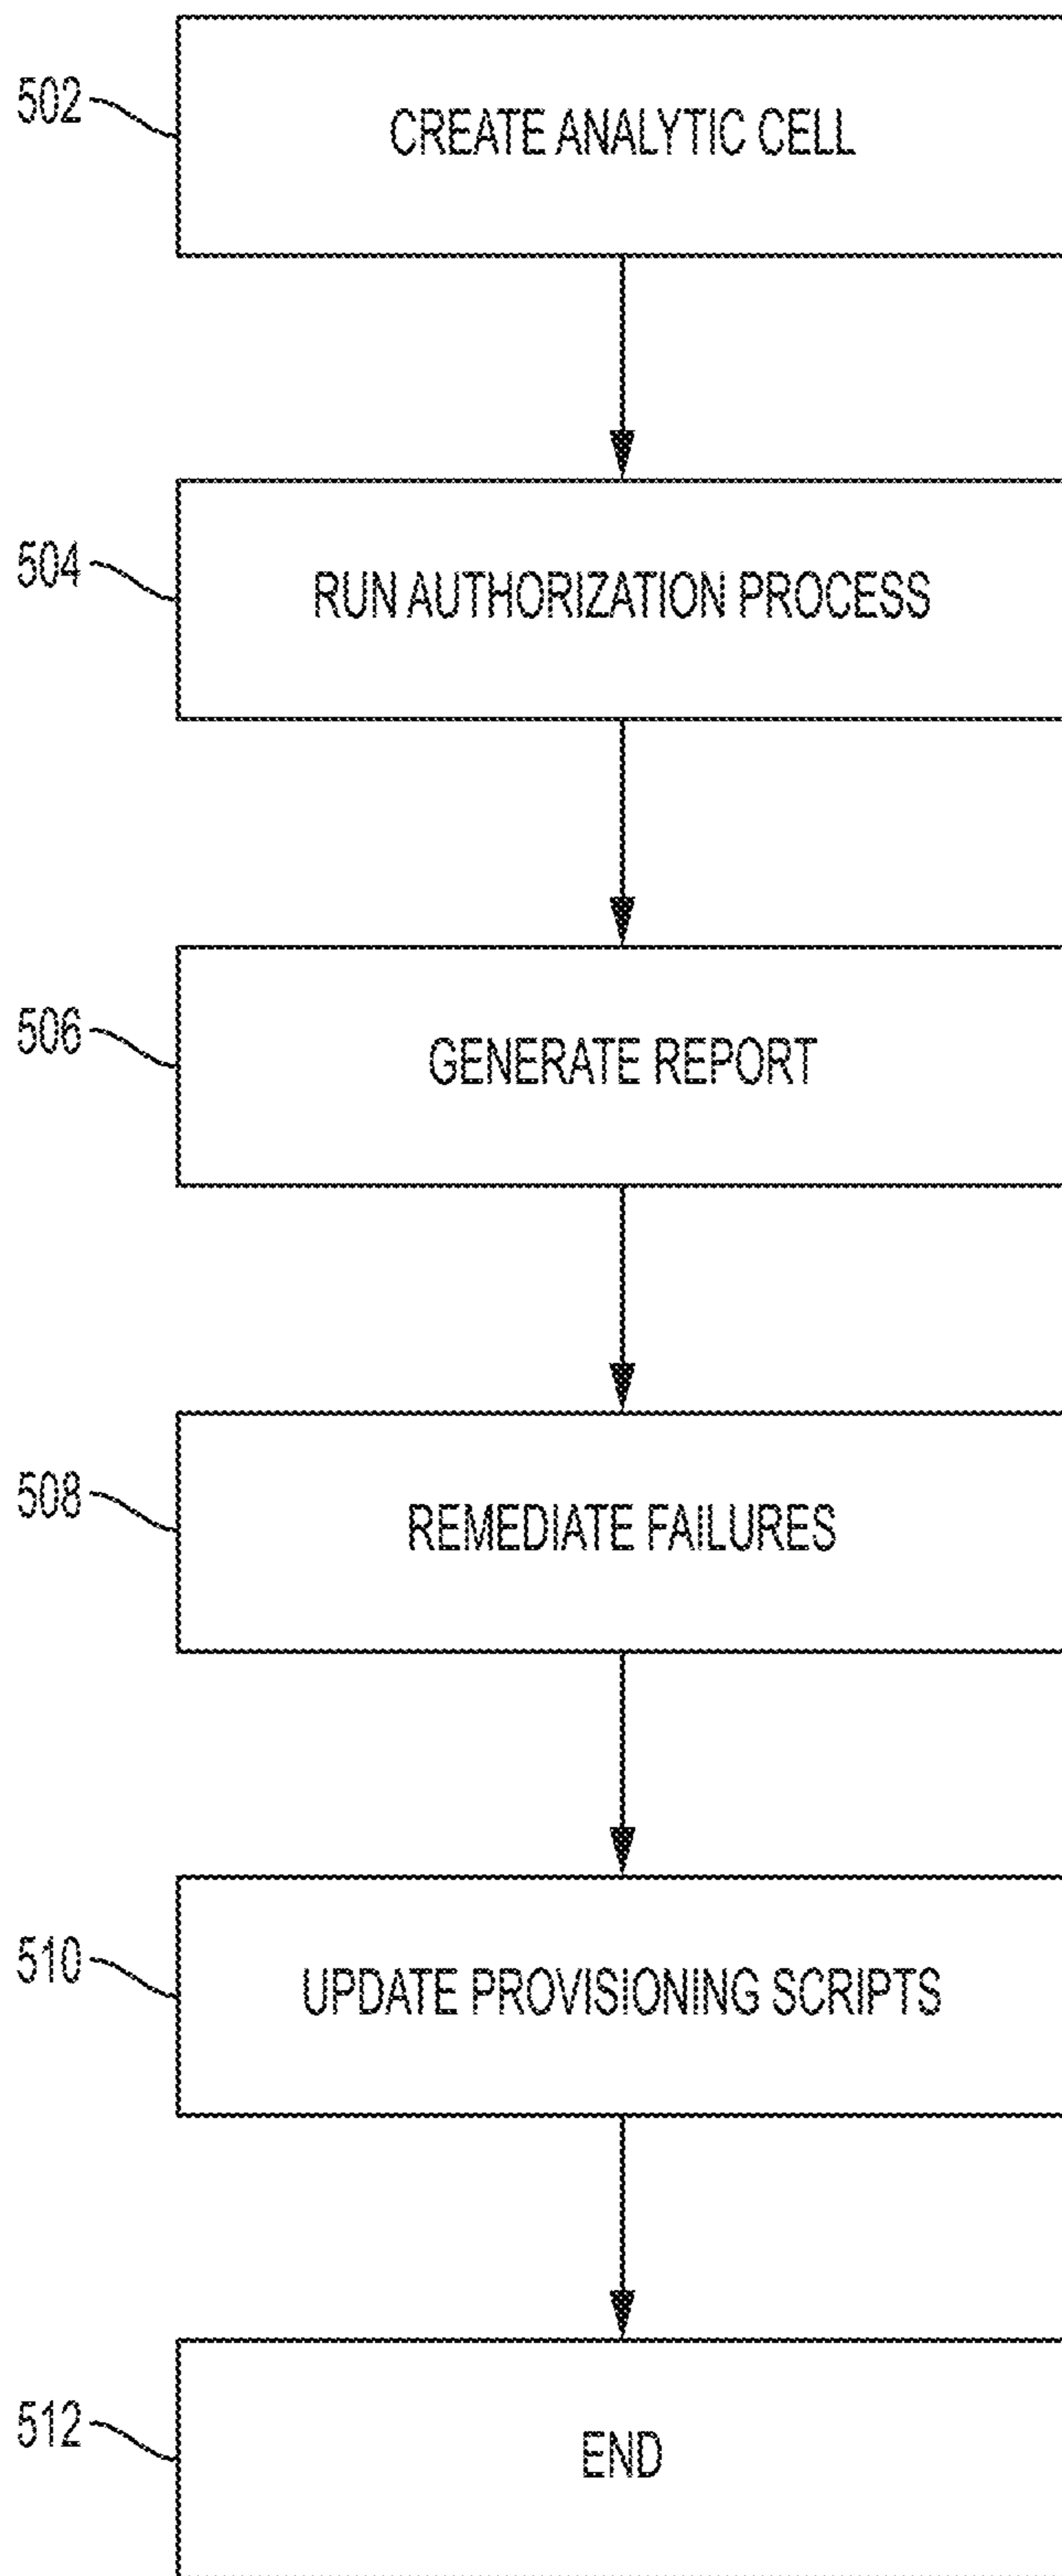 502
CREATE ANALYTIC CELL
504
RUN AUTHORIZATION PROCESS
506
GENERATE REPORT
508
REMEDIATE FAILURES
510
UPDATE PROVISIONING SCRIPTS
512
END